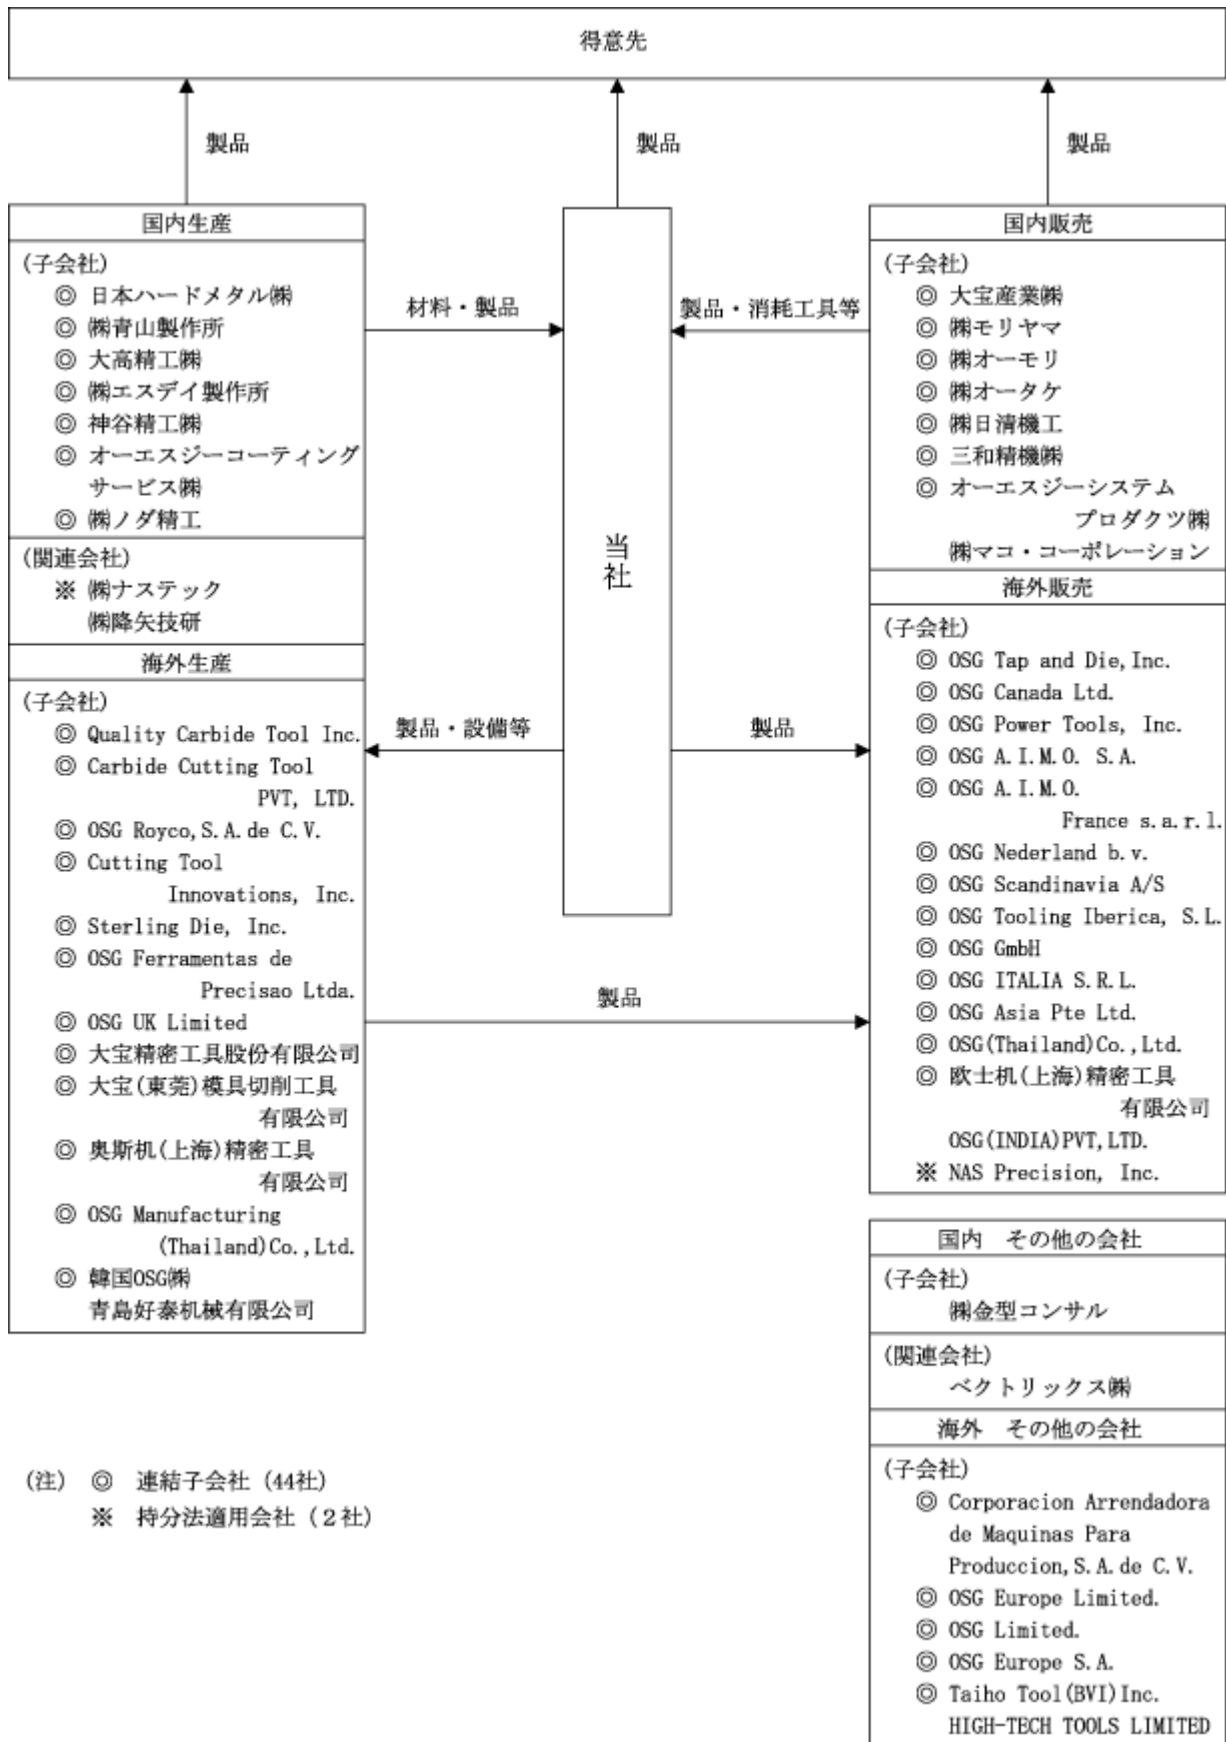 得意先
製品
製品
製品
国内生産
(子会社)
◎ 日本ハードメタル㈱
◎ ㈱青山製作所
◎ 大高精工㈱
◎ ㈱エスデイ製作所
◎ 神谷精工㈱
◎ オーエスジーコーティング
サービス㈱
◎ ㈱ノダ精工
(関連会社)
※ ㈱ナステック
㈱降矢技研
海外生産
(子会社)
◎ Quality Carbide Tool Inc.
◎ Carbide Cutting Tool
PVT, LTD.
◎ OSG Royco,S.A.de C.V.
◎ Cutting Tool
Innovations, Inc.
◎ Sterling Die, Inc.
◎ OSG Ferramentas de
Precisao Ltda.
◎ OSG UK Limited
◎ 大宝精密工具股份有限公司
◎ 大宝(東莞)模具切削工具
有限公司
◎ 奥斯机(上海)精密工具
有限公司
◎ OSG Manufacturing
(Thailand)Co.,Ltd.
◎ 韓国OSG㈱
青島好泰机械有限公司
材料・製品
製品・消耗工具等
当社
製品・設備等
製品
製品
国内販売
(子会社)
◎ 大宝産業㈱
◎ ㈱モリヤマ
◎ ㈱オーモリ
◎ ㈱オータケ
◎ ㈱日清機工
◎ 三和精機㈱
◎ オーエスジーシステム
プロダクツ㈱
㈱マコ・コーポレーション
海外販売
(子会社)
◎ OSG Tap and Die,Inc.
◎ OSG Canada Ltd.
◎ OSG Power Tools, Inc.
◎ OSG A.I.M.O. S.A.
◎ OSG A.I.M.O.
France s.a.r.l.
◎ OSG Nederland b.v.
◎ OSG Scandinavia A/S
◎ OSG Tooling Iberica, S.L.
◎ OSG GmbH
◎ OSG ITALIA S.R.L.
◎ OSG Asia Pte Ltd.
◎ OSG(Thailand)Co.,Ltd.
◎ 欧士机(上海)精密工具
有限公司
OSG(INDIA)PVT,LTD.
※ NAS Precision, Inc.
国内 その他の会社
(子会社)
㈱金型コンサル
(関連会社)
ベクトリックス㈱
海外 その他の会社
(子会社)
◎ Corporacion Arrendadora
de Maquinas Para
Produccion,S.A.de C.V.
◎ OSG Europe Limited.
◎ OSG Limited.
◎ OSG Europe S.A.
◎ Taiho Tool(BVI)Inc.
HIGH-TECH TOOLS LIMITED
(注) ◎ 連結子会社 (44社)
※ 持分法適用会社 (2社)